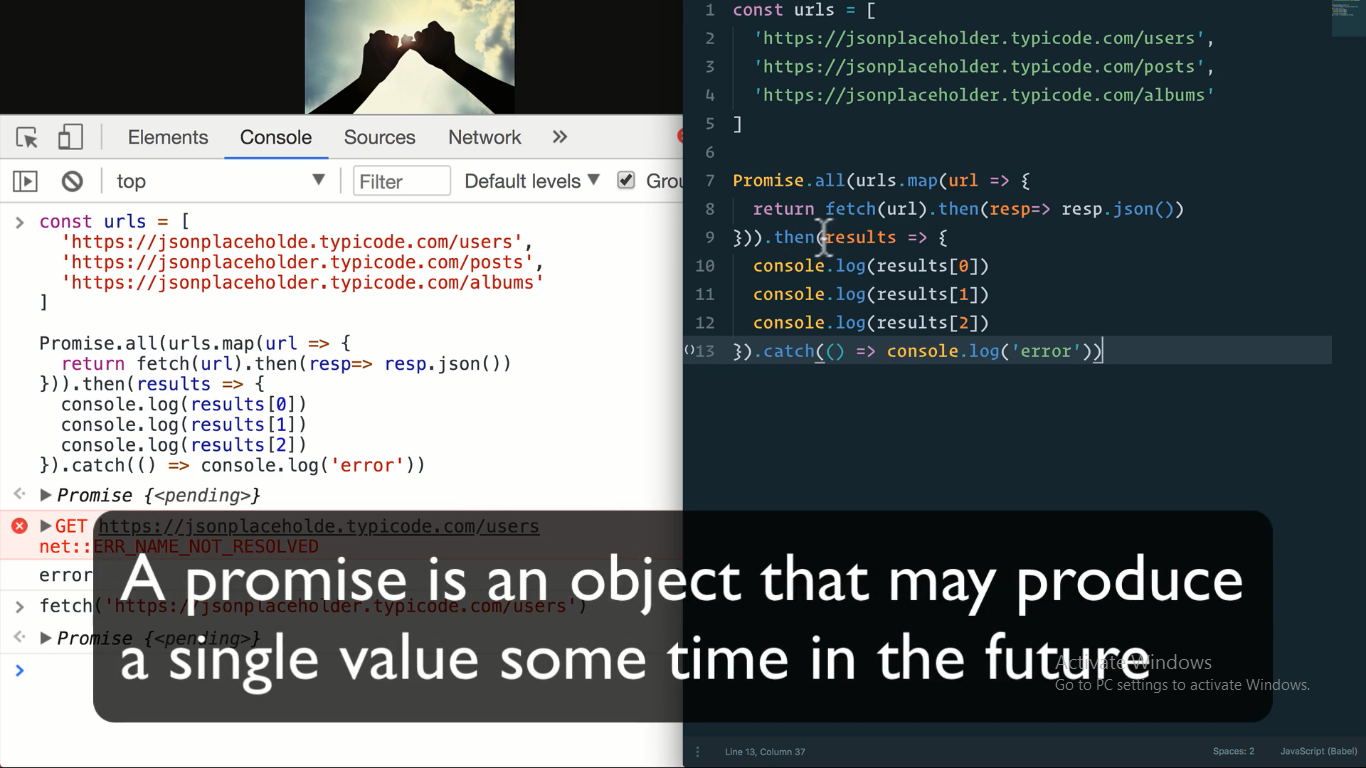 Elements Console Sources Network »
top Filter Default levels Grou
const urls = [
'https://jsonplaceholde.typicode.com/users',
'https://jsonplaceholder.typicode.com/posts',
'https://jsonplaceholder.typicode.com/albums'
]
Promise.all(urls.map(url => {
return fetch(url).then(resp=> resp.json())
})).then(results => {
console.log(results[0])
console.log(results[1])
console.log(results[2])
}).catch(() => console.log('error'))
Promise {<pending>}
GET https://jsonplaceholde.typicode.com/users
net::ERR_NAME_NOT_RESOLVED
error
fetch('https://jsonplaceholder.typicode.com/users')
Promise {<pending>}
1 const urls = [
2 'https://jsonplaceholder.typicode.com/users',
3 'https://jsonplaceholder.typicode.com/posts',
4 'https://jsonplaceholder.typicode.com/albums'
5 ]
6
7 Promise.all(urls.map(url => {
8 return fetch(url).then(resp=> resp.json())
9 })).then(results => {
10 console.log(results[0])
11 console.log(results[1])
12 console.log(results[2])
13 }).catch(() => console.log('error'))
A promise is an object that may produce
a single value some time in the future
Activate Windows
Go to PC settings to activate Windows.
Line 13, Column 37 Spaces: 2 JavaScript (Babel)